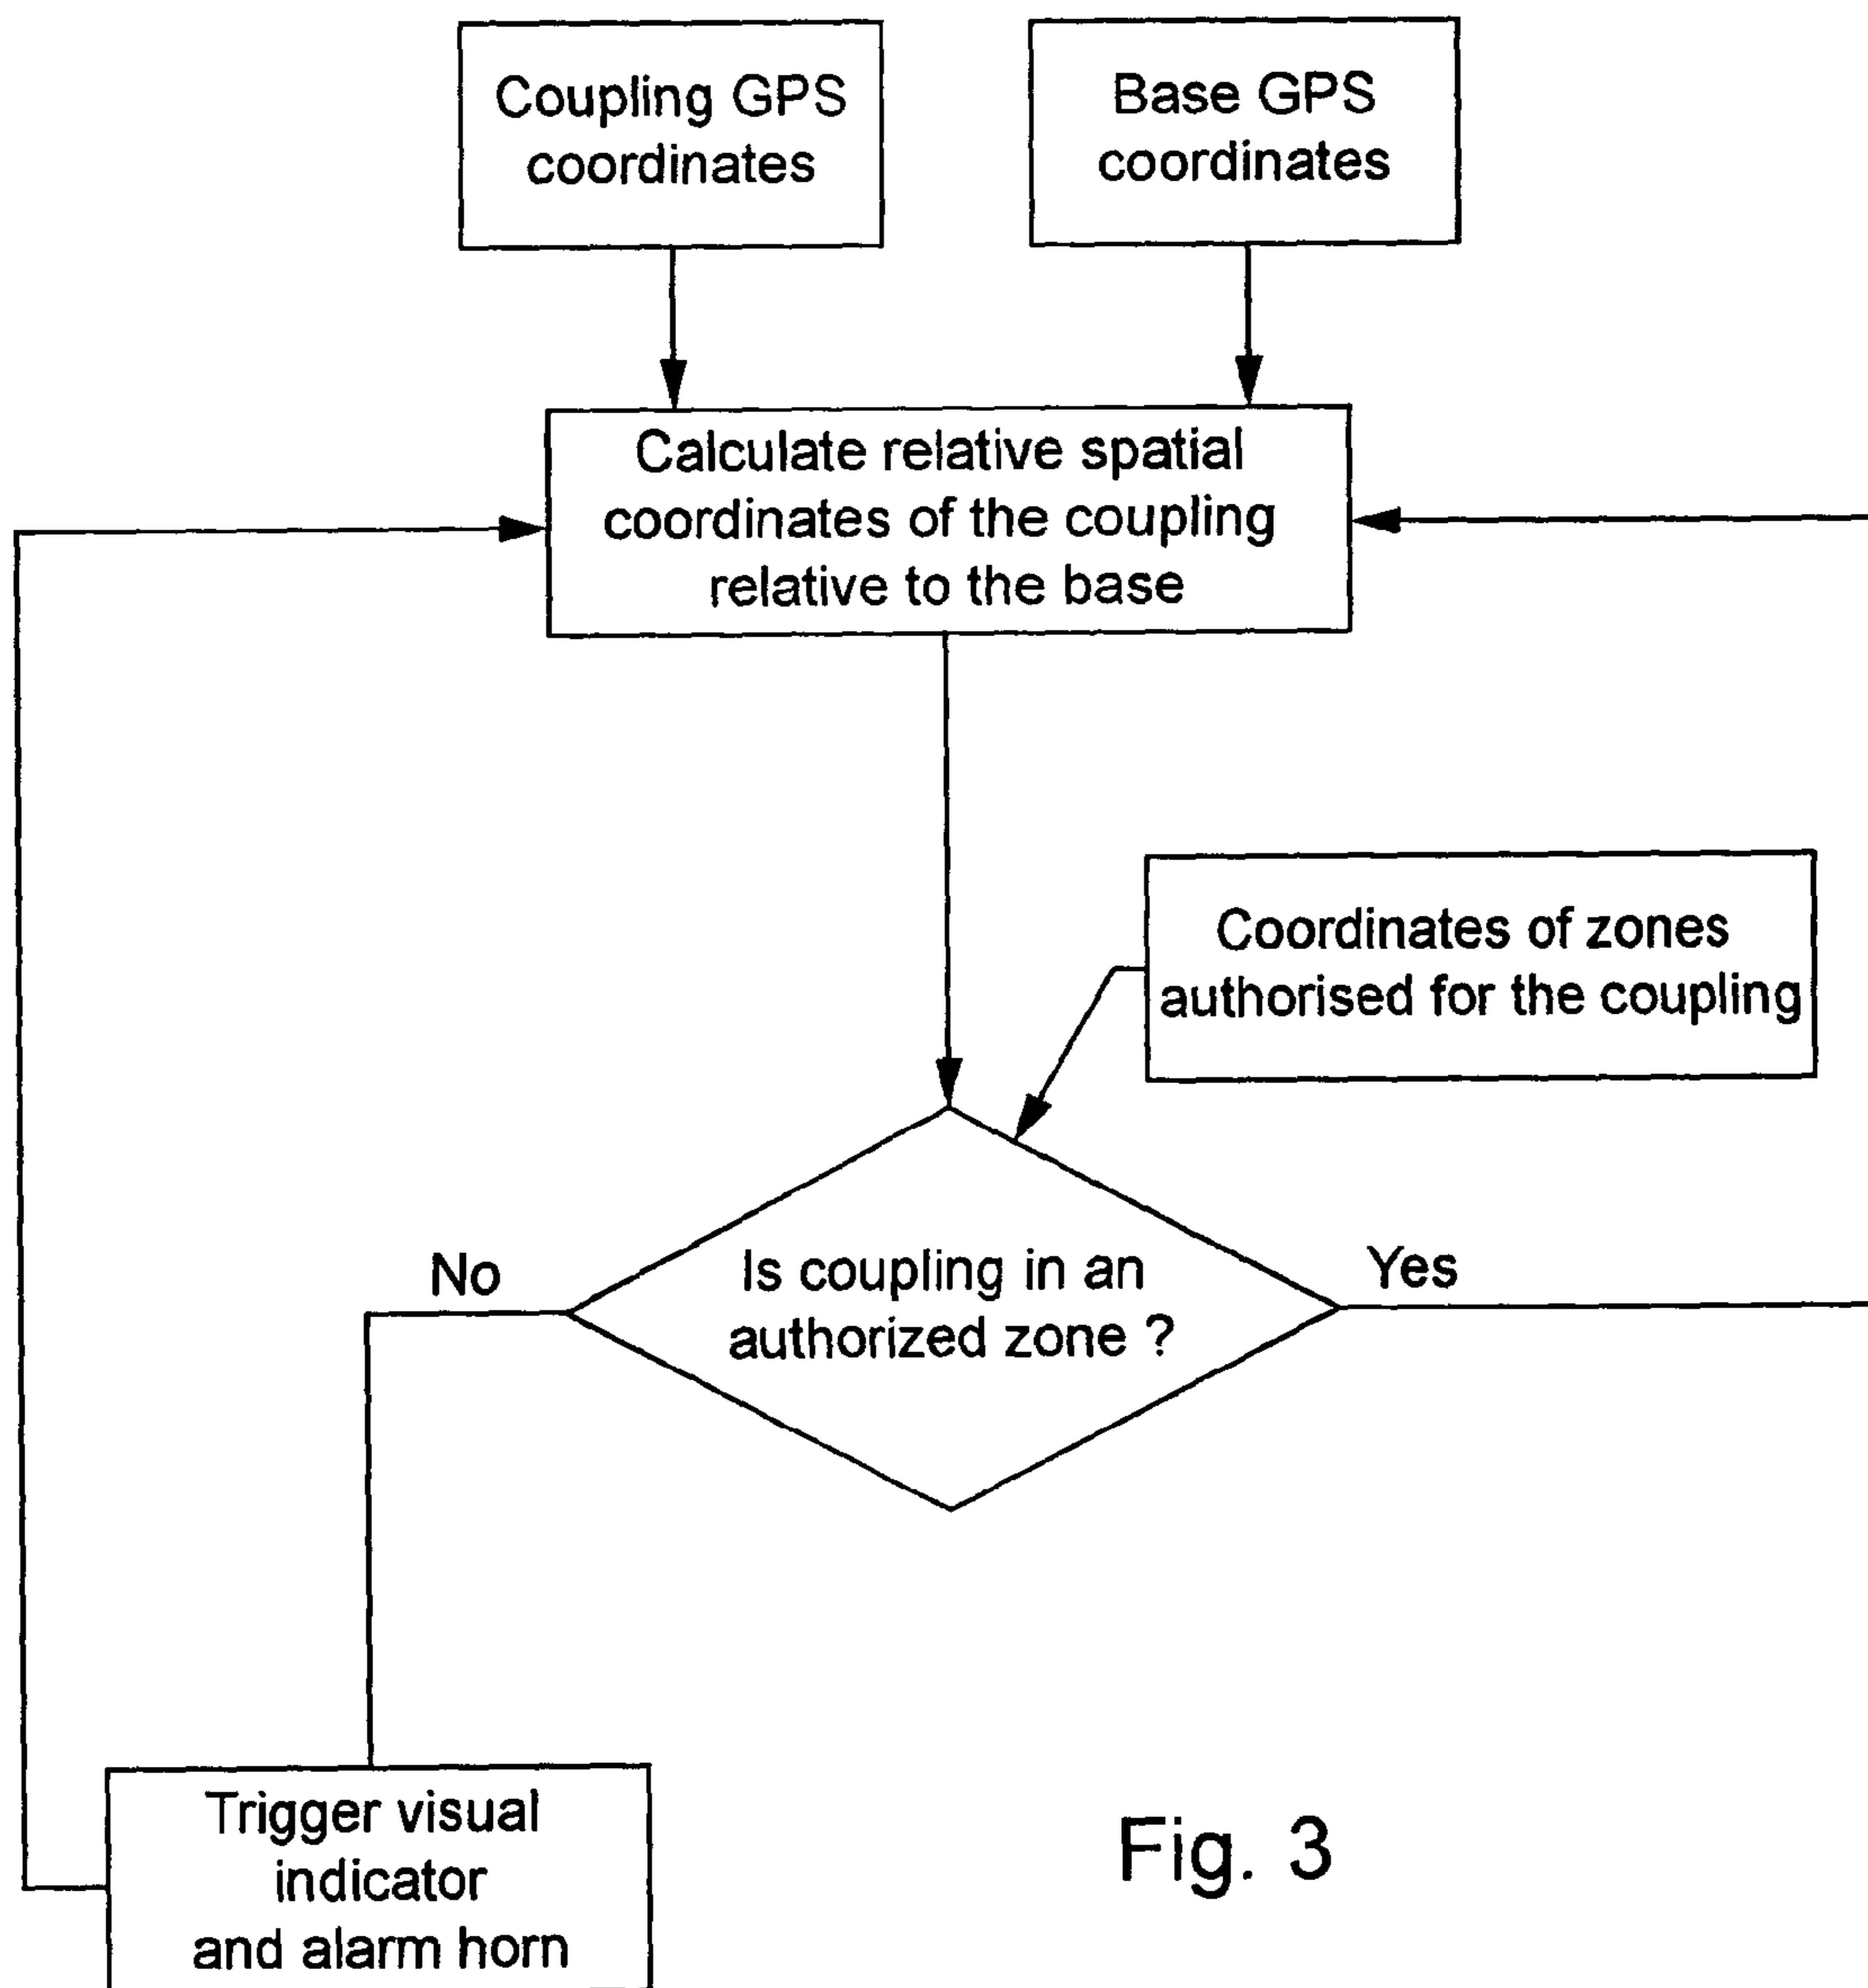 Coupling GPS
coordinates
Base GPS
coordinates
Calculate relative spatial
coordinates of the coupling
relative to the base
Coordinates of zones
authorised for the coupling
No
Is coupling in an
authorized zone ?
Yes
Trigger visual
indicator
and alarm horn
Fig. 3